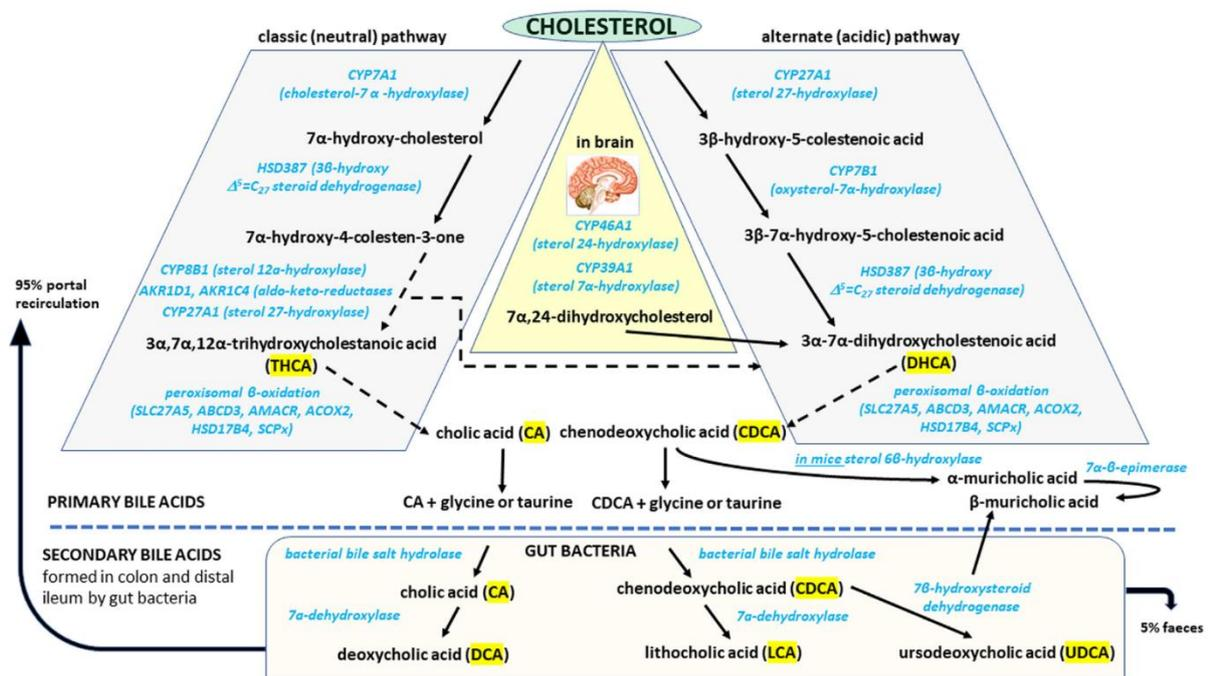 CHOLESTEROL
classic (neutral) pathway
alternate (acidic) pathway
CYP7A1
(cholesterol-7 α -hydroxylase)
7α-hydroxy-cholesterol
HSD387 (3β-hydroxy
Δ⁵=C₂₇ steroid dehydrogenase)
7α-hydroxy-4-colesten-3-one
CYP8B1 (sterol 12a-hydroxylase)
AKR1D1, AKR1C4 (aldo-keto-reductases
CYP27A1 (sterol 27-hydroxylase)
3α,7α,12α-trihydroxycholestanoic acid
(THCA)
peroxisomal β-oxidation
(SLC27A5, ABCD3, AMACR, ACOX2,
HSD17B4, SCPx)
in brain
CYP46A1
(sterol 24-hydroxylase)
CYP39A1
(sterol 7α-hydroxylase)
7α,24-dihydroxycholesterol
CYP27A1
(sterol 27-hydroxylase)
3β-hydroxy-5-colestenoic acid
CYP7B1
(oxysterol-7α-hydroxylase)
3β-7α-hydroxy-5-cholestenoic acid
HSD387 (3β-hydroxy
Δ⁵=C₂₇ steroid dehydrogenase)
3α-7α-dihydroxycholestenoic acid
(DHCA)
peroxisomal β-oxidation
(SLC27A5, ABCD3, AMACR, ACOX2,
HSD17B4, SCPx)
95% portal
recirculation
cholic acid (CA)
chenodeoxycholic acid (CDCA)
in mice sterol 6β-hydroxylase
α-muricholic acid
7α-β-epimerase
β-muricholic acid
PRIMARY BILE ACIDS
CA + glycine or taurine
CDCA + glycine or taurine
SECONDARY BILE ACIDS
formed in colon and distal
ileum by gut bacteria
GUT BACTERIA
bacterial bile salt hydrolase
bacterial bile salt hydrolase
cholic acid (CA)
chenodeoxycholic acid (CDCA)
7β-hydroxysteroid
dehydrogenase
7a-dehydroxylase
7a-dehydroxylase
deoxycholic acid (DCA)
lithocholic acid (LCA)
ursodeoxycholic acid (UDCA)
5% faeces